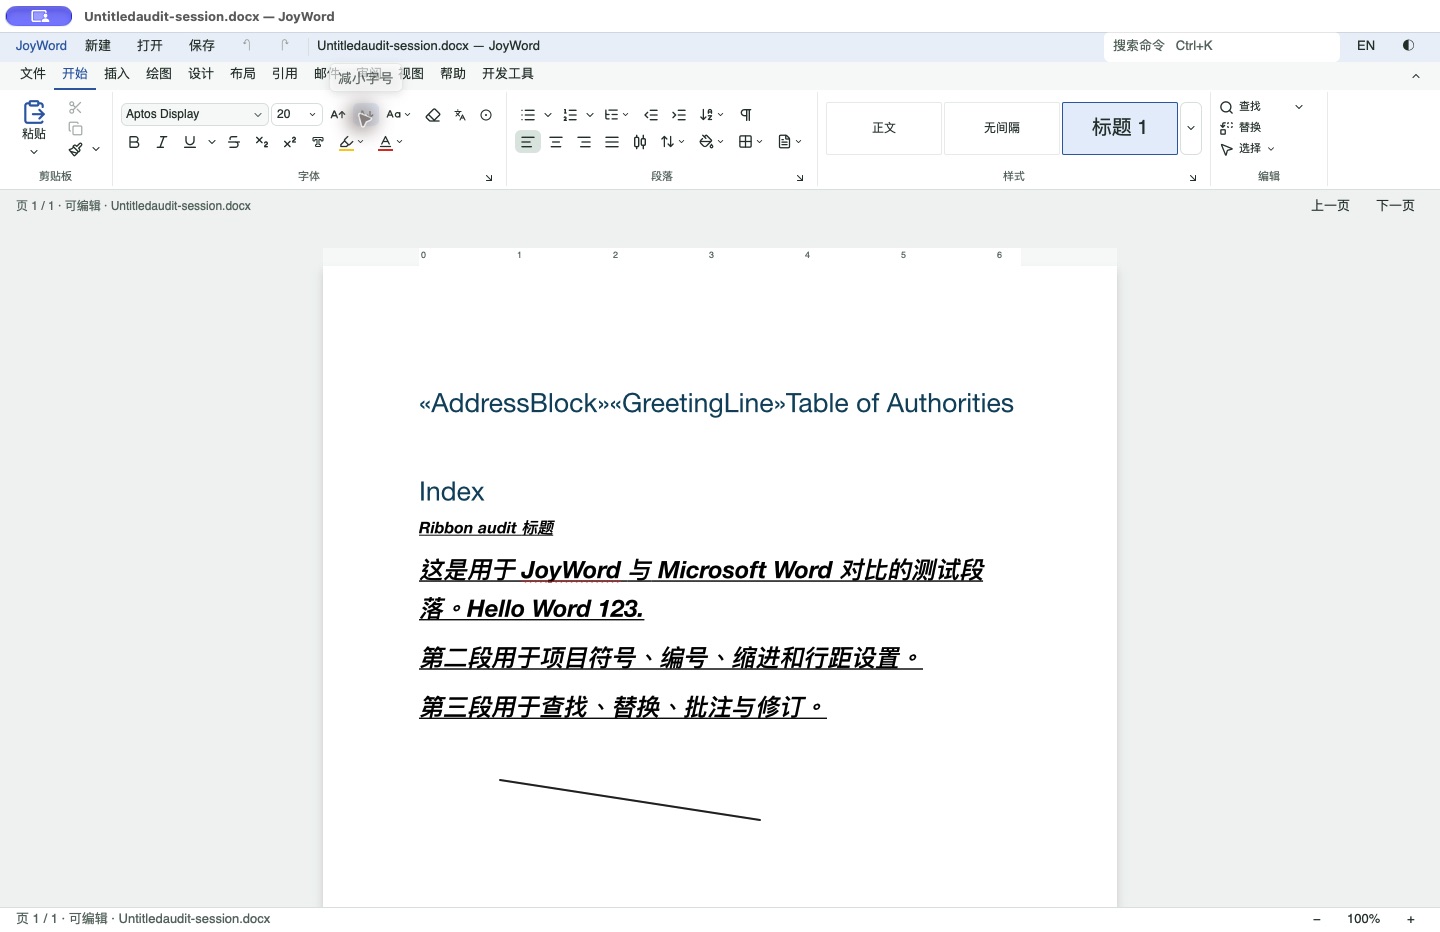 Untitledaudit-session.docx — JoyWord
JoyWord 新建 打开 保存 Untitledaudit-session.docx — JoyWord 搜索命令 Ctrl+K EN
文件 开始 插入 绘图 设计 布局 引用 视图 帮助 开发工具
减小字号
Aptos Display 20 Aa
粘贴
正文 无间隔 标题 1
查找
替换
选择
剪贴板 字体 段落 样式 编辑
页 1 / 1 · 可编辑 · Untitledaudit-session.docx 上一页 下一页
0 1 2 3 4 5 6
«AddressBlock»«GreetingLine»Table of Authorities
Index
Ribbon audit 标题
这是用于 JoyWord 与 Microsoft Word 对比的测试段
落。Hello Word 123.
第二段用于项目符号、编号、缩进和行距设置。
第三段用于查找、替换、批注与修订。
页 1 / 1 · 可编辑 · Untitledaudit-session.docx − 100% +